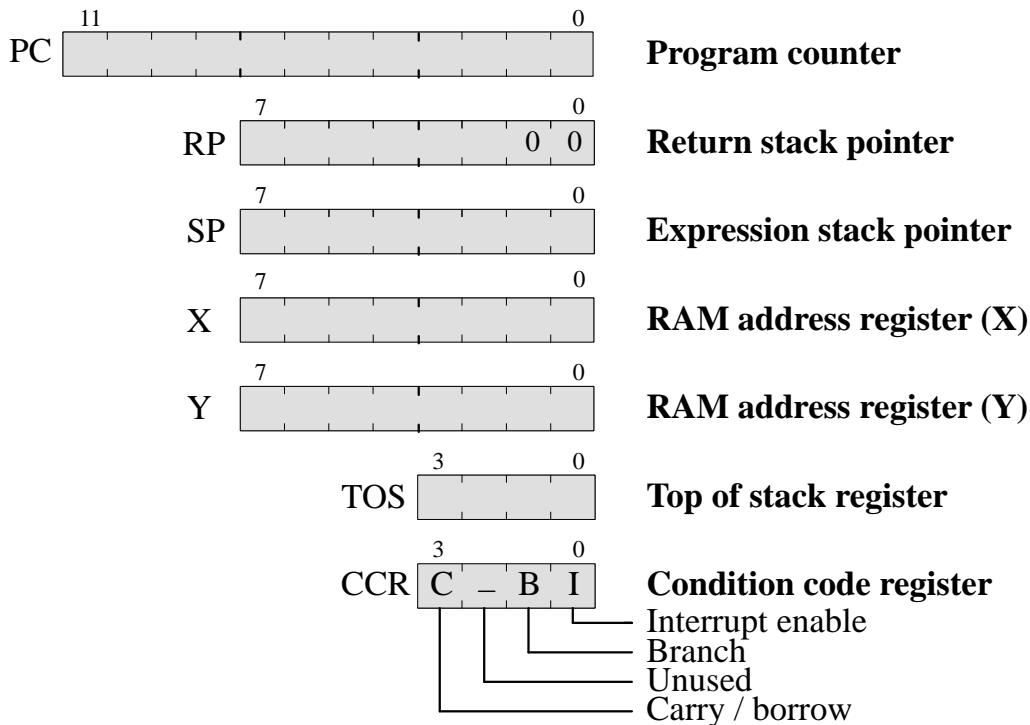 11 0
PC Program counter
7 0
RP 0 0 Return stack pointer
7 0
SP Expression stack pointer
7 0
X RAM address register (X)
7 0
Y RAM address register (Y)
3 0
TOS Top of stack register
3 0
CCR C – B I Condition code register
Interrupt enable
Branch
Unused
Carry / borrow